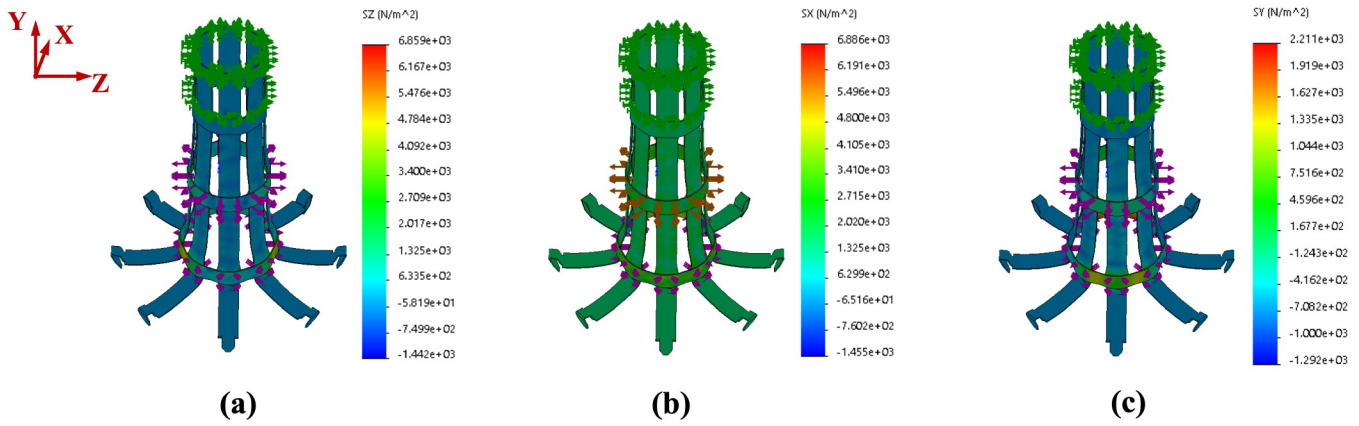 Y
X
Z
SZ (N/m^2)
6.859e+03
6.167e+03
5.476e+03
4.784e+03
4.092e+03
3.400e+03
2.709e+03
2.017e+03
1.325e+03
6.335e+02
-5.819e+01
-7.499e+02
-1.442e+03
(a)
SX (N/m^2)
6.886e+03
6.191e+03
5.496e+03
4.800e+03
4.105e+03
3.410e+03
2.715e+03
2.020e+03
1.325e+03
6.299e+02
-6.516e+01
-7.602e+02
-1.455e+03
(b)
SY (N/m^2)
2.211e+03
1.919e+03
1.627e+03
1.335e+03
1.044e+03
7.516e+02
4.596e+02
1.677e+02
-1.243e+02
-4.162e+02
-7.082e+02
-1.000e+03
-1.292e+03
(c)